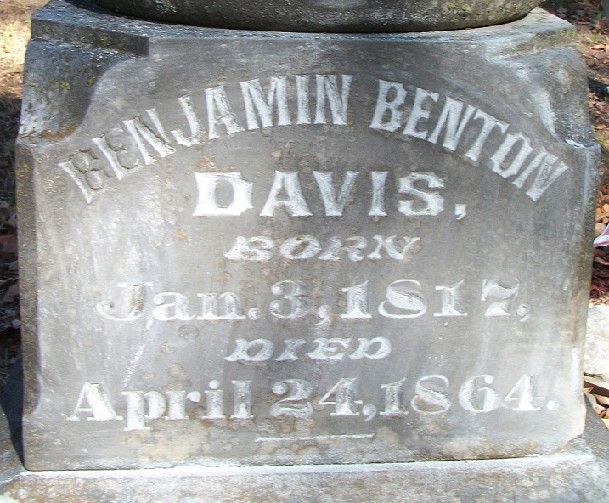 BENJAMIN BENTON
DAVIS,
BORN
Jan. 3, 1817,
DIED
April 24, 1864.